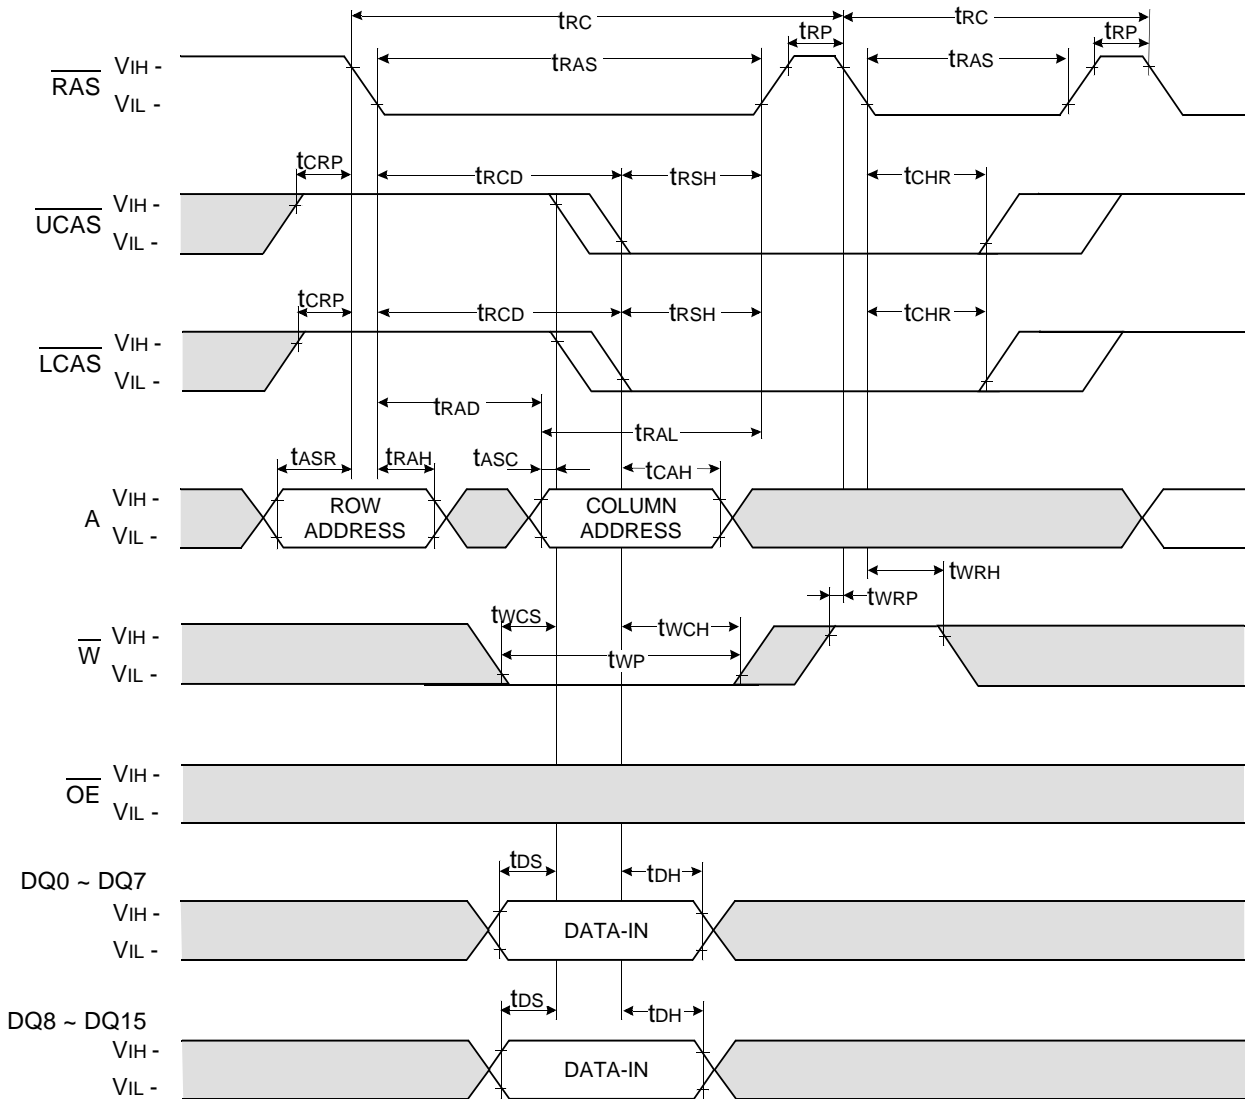 tRC tRC
tRP tRP
RAS VIH - tRAS tRAS
VIL -
tCRP tRCD tRSH tCHR
UCAS VIH -
VIL -
tCRP tRCD tRSH tCHR
LCAS VIH -
VIL -
tRAD
tRAL
tASR tRAH tASC tCAH
A VIH - ROW ADDRESS COLUMN ADDRESS
VIL -
tWRH
tWRP
tWCS tWCH
W VIH -
tWP
VIL -
OE VIH -
VIL -
tDS tDH
DQ0 ~ DQ7
VIH -
DATA-IN
VIL -
tDS tDH
DQ8 ~ DQ15
VIH -
DATA-IN
VIL -